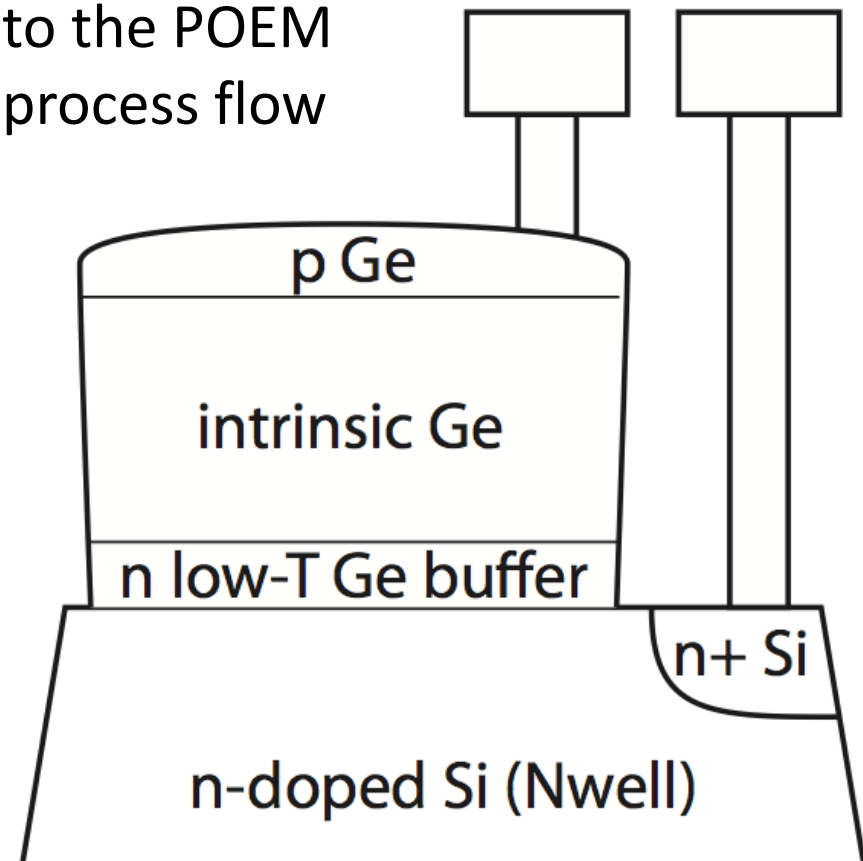 to the POEM
process flow
p Ge
intrinsic Ge
n low-T Ge buffer
n+ Si
n-doped Si (Nwell)